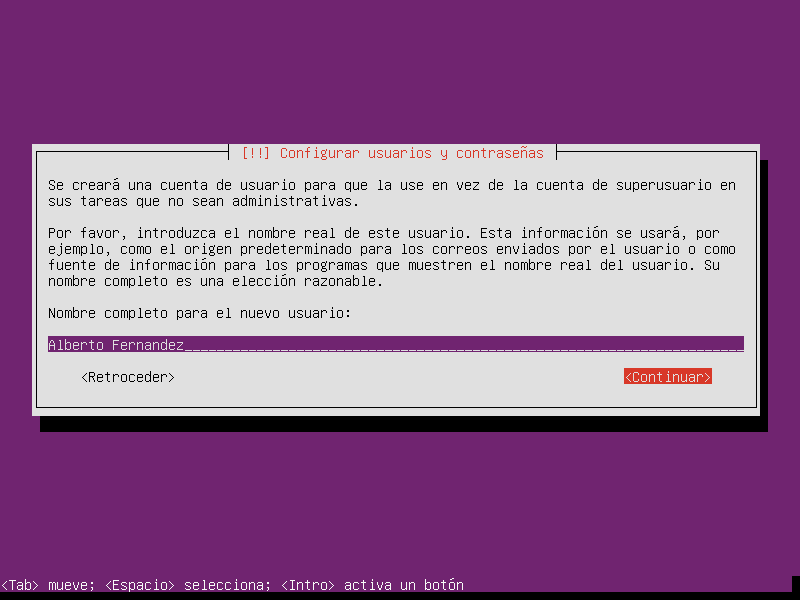 [!!] Configurar usuarios y contraseñas
Se creará una cuenta de usuario para que la use en vez de la cuenta de superusuario en
sus tareas que no sean administrativas.
Por favor, introduzca el nombre real de este usuario. Esta información se usará, por
ejemplo, como el origen predeterminado para los correos enviados por el usuario o como
fuente de información para los programas que muestren el nombre real del usuario. Su
nombre completo es una elección razonable.
Nombre completo para el nuevo usuario:
Alberto Fernandez______________________________________________________________________
<Retroceder> <Continuar>
<Tab> mueve; <Espacio> selecciona; <Intro> activa un botón